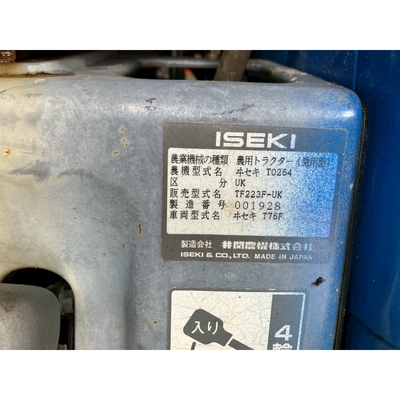 ISEKI
農業機械の種類 農用トラクター(乗用型)
農機型式名 ヰセキ T0264
区分 UK
販売型式名 TF223F-UK
製造番号 001928
車両型式名 ヰセキ T76F
製造会社 井関農機株式会社
ISEKI & CO., LTD. MADE IN JAPAN
入り
4輪